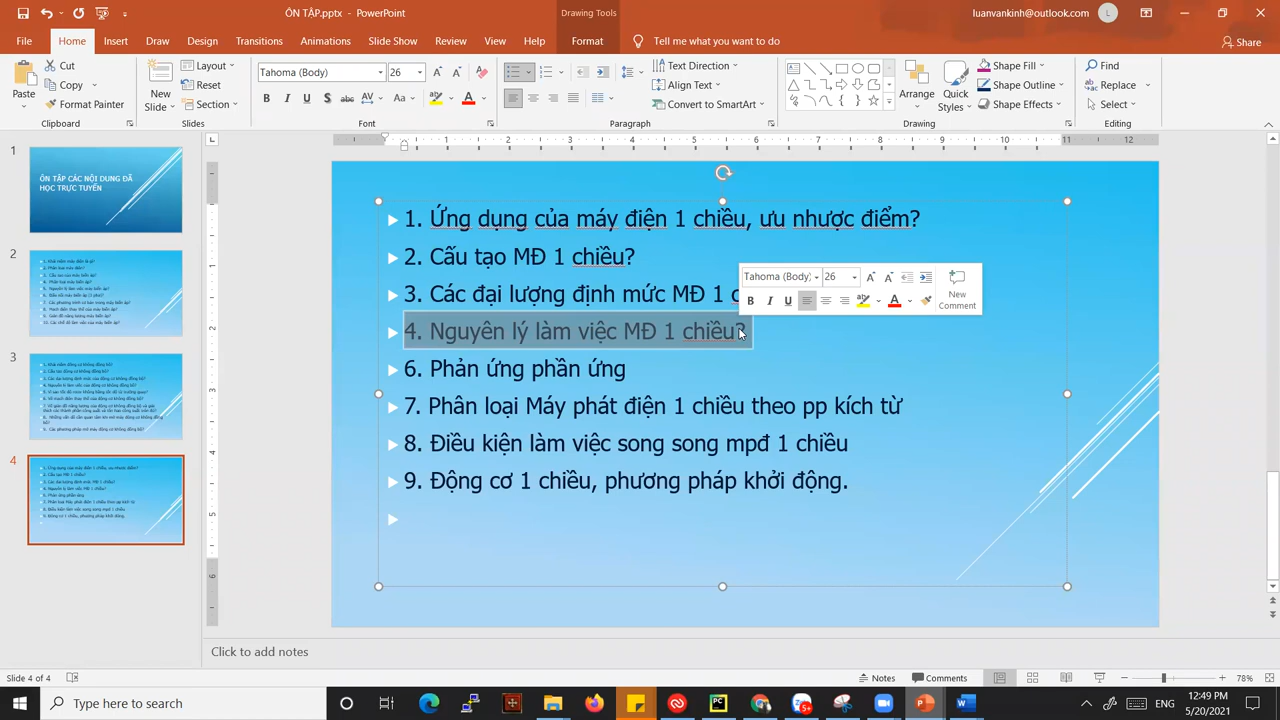 ÔN TẬP.pptx - PowerPoint
Drawing Tools
luanvankinh@outlook.com
L
File
Home
Insert
Draw
Design
Transitions
Animations
Slide Show
Review
View
Help
Format
Tell me what you want to do
Share
Paste
Cut
Copy
Format Painter
Clipboard
New Slide
Layout
Reset
Section
Slides
Tahoma (Body)
26
Font
Text Direction
Align Text
Convert to SmartArt
Paragraph
Arrange
Quick Styles
Shape Fill
Shape Outline
Shape Effects
Drawing
Find
Replace
Select
Editing
1
ÔN TẬP CÁC NỘI DUNG ĐÃ
HỌC TRỰC TUYẾN
2
3
4
1. Ứng dụng của máy điện 1 chiều, ưu nhược điểm?
2. Cấu tạo MĐ 1 chiều?
3. Các đại lượng định mức MĐ 1 c
4. Nguyên lý làm việc MĐ 1 chiều?
6. Phản ứng phần ứng
7. Phân loại Máy phát điện 1 chiều theo pp kích từ
8. Điều kiện làm việc song song mpđ 1 chiều
9. Động cơ 1 chiều, phương pháp khởi đông.
Tahoma (Body)
26
New Comment
Click to add notes
Slide 4 of 4
Notes
Comments
78%
Type here to search
ENG
12:49 PM
5/20/2021